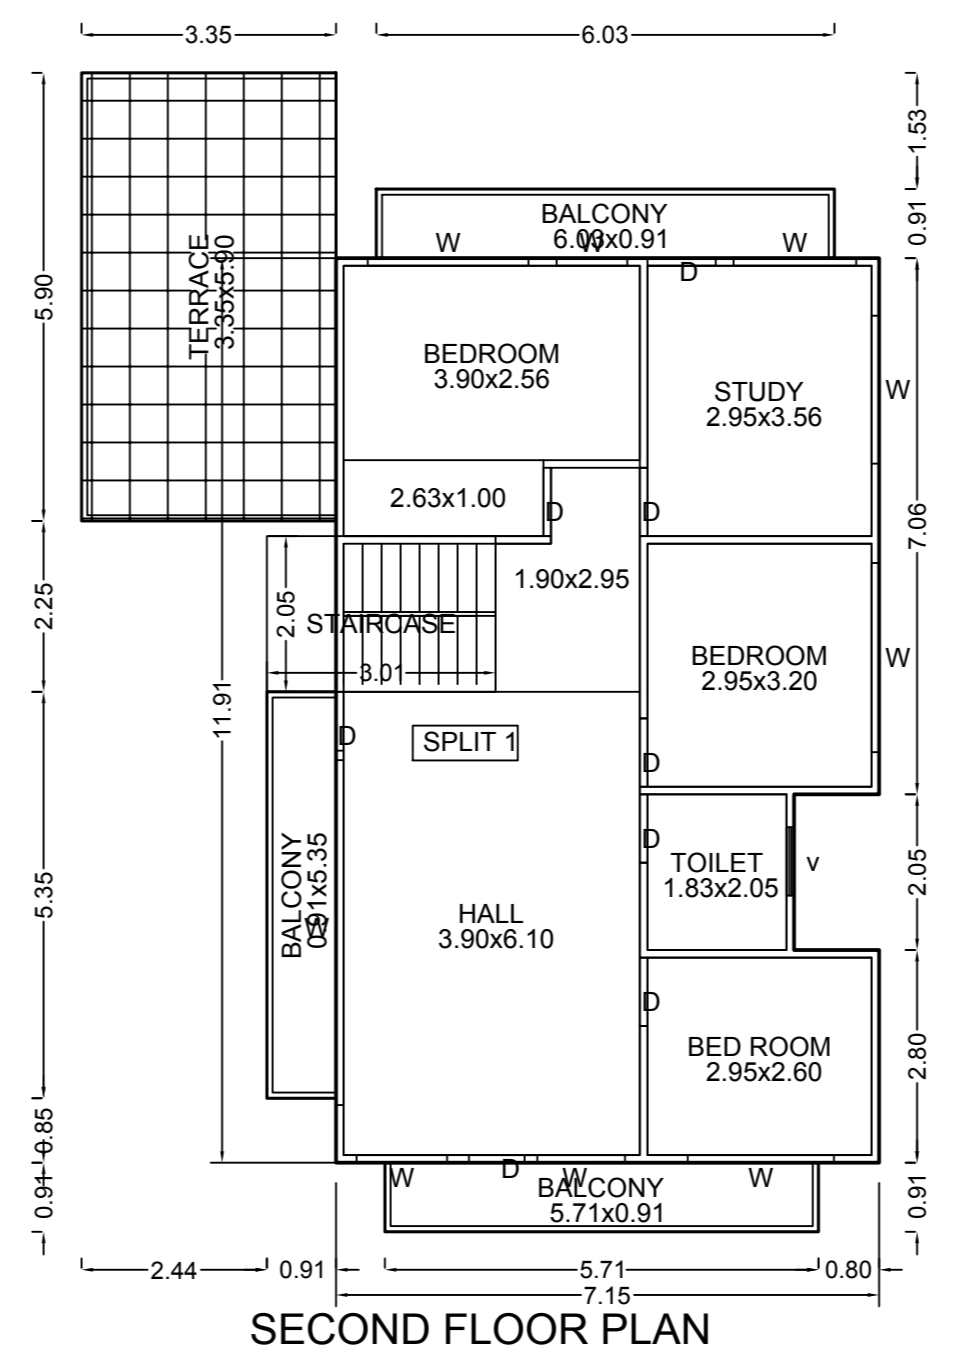 3.35
6.03
1.53
BALCONY
6.03x0.91
0.91
W
W
W
D
TERRACE
3.35x5.90
5.90
BEDROOM
3.90x2.56
STUDY
2.95x3.56
W
2.63x1.00
D
D
7.06
1.90x2.95
2.25
2.05
STAIRCASE
3.01
BEDROOM
2.95x3.20
W
11.91
D
SPLIT 1
D
D
TOILET
1.83x2.05
v
2.05
BALCONY
0.91x5.35
W
5.35
HALL
3.90x6.10
D
BED ROOM
2.95x2.60
2.80
0.85
0.91
W
D
W
W
BALCONY
5.71x0.91
0.91
2.44
0.91
5.71
0.80
7.15
SECOND FLOOR PLAN